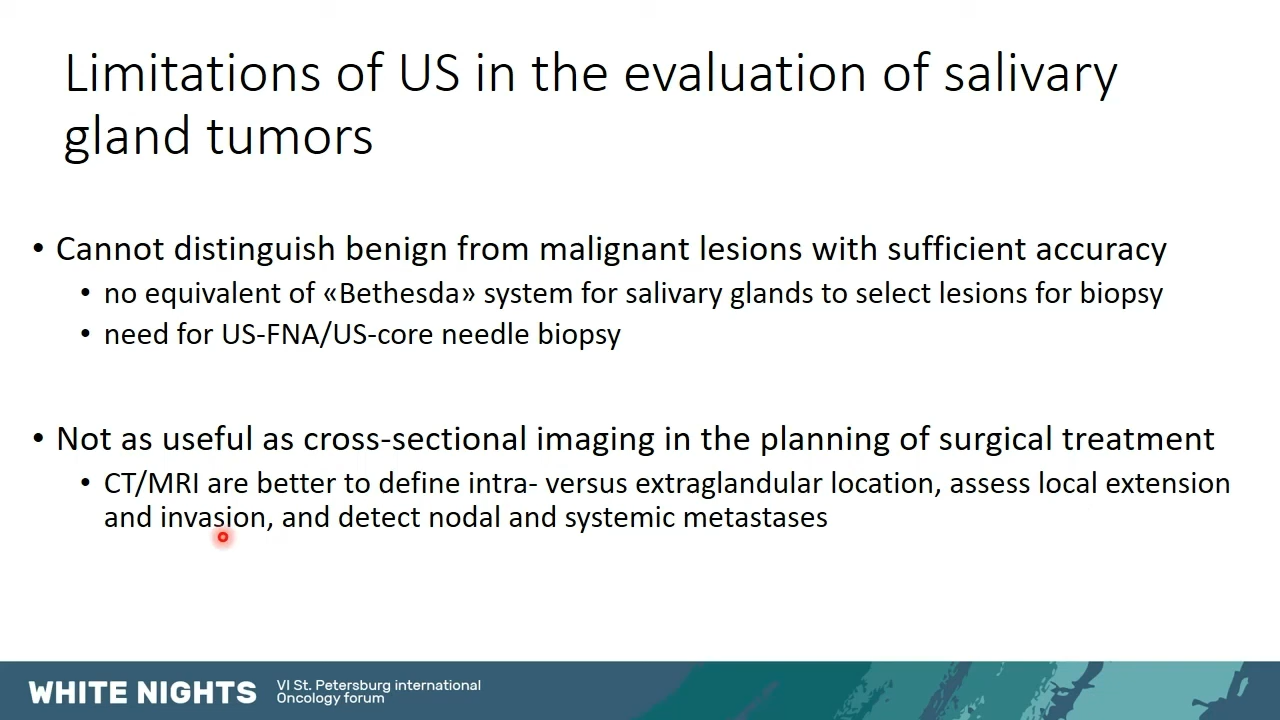 Limitations of US in the evaluation of salivary
gland tumors
• Cannot distinguish benign from malignant lesions with sufficient accuracy
• no equivalent of «Bethesda» system for salivary glands to select lesions for biopsy
• need for US-FNA/US-core needle biopsy
• Not as useful as cross-sectional imaging in the planning of surgical treatment
• CT/MRI are better to define intra- versus extraglandular location, assess local extension
and invasion, and detect nodal and systemic metastases
WHITE NIGHTS
VI St. Petersburg international
Oncology forum